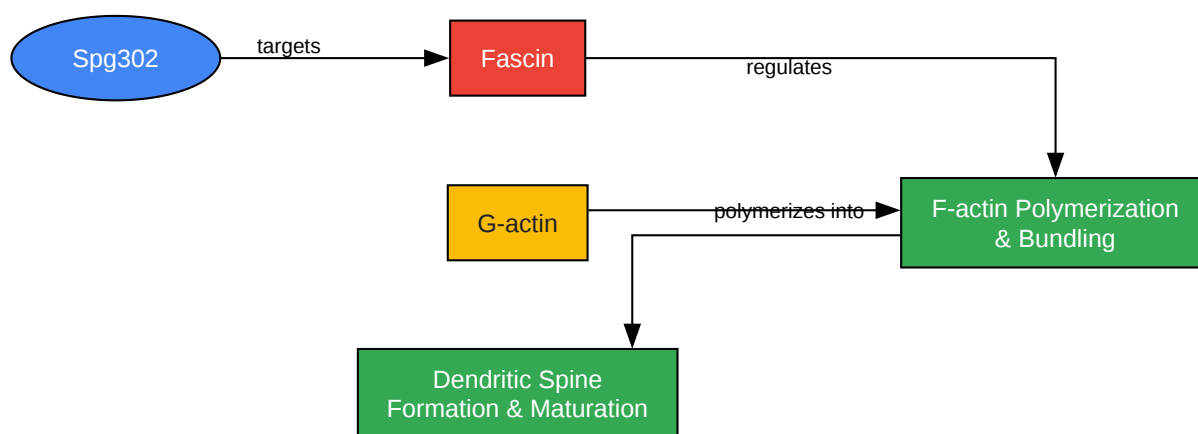 Spg302
targets
Fascin
regulates
G-actin
polymerizes into
F-actin Polymerization
& Bundling
Dendritic Spine
Formation & Maturation